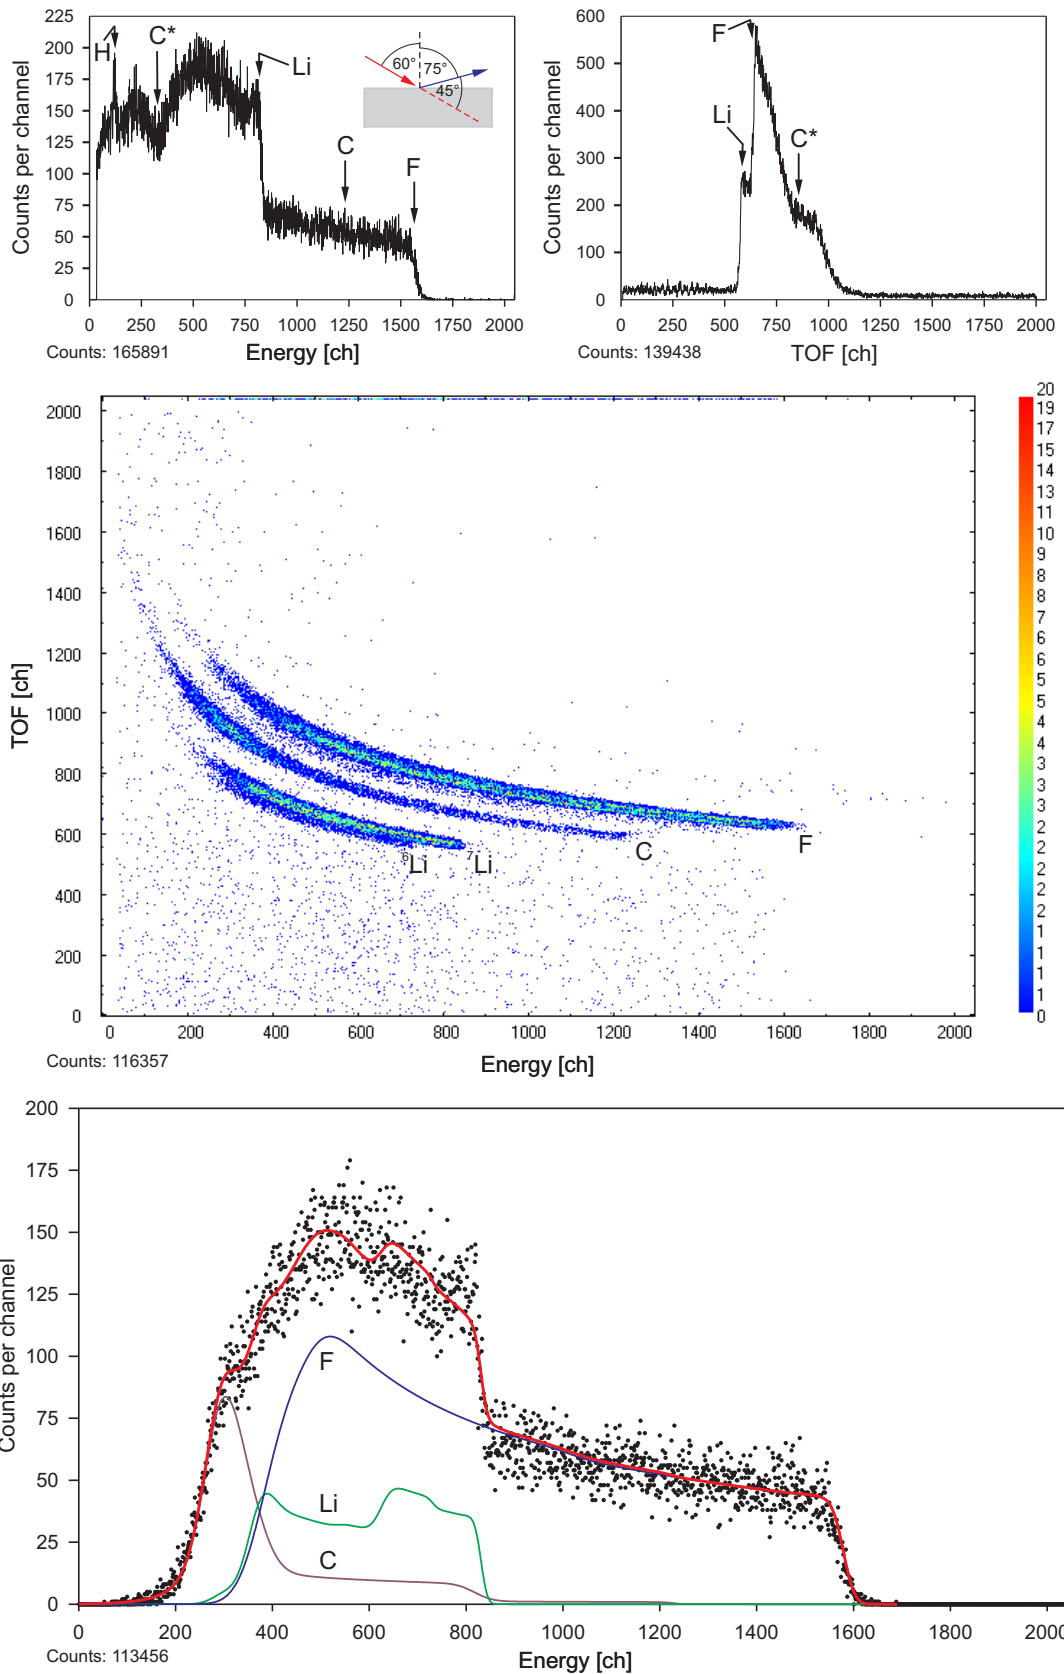 225
200
175
150
125
100
75
50
25
0
Counts per channel
H
C*
Li
C
F
60°
75°
45°
0 250 500 750 1000 1250 1500 1750 2000
Counts: 165891
Energy [ch]
600
500
400
300
200
100
0
Counts per channel
F
Li
C*
0 250 500 750 1000 1250 1500 1750 2000
Counts: 139438
TOF [ch]
2000
1800
1600
1400
1200
1000
800
600
400
200
0
TOF [ch]
⁶Li
⁷Li
C
F
0 200 400 600 800 1000 1200 1400 1600 1800 2000
Counts: 116357
Energy [ch]
20
19
17
15
14
13
11
10
9
8
8
7
6
6
5
4
4
3
3
2
2
2
2
1
1
1
0
200
175
150
125
100
75
50
25
0
Counts per channel
F
Li
C
0 200 400 600 800 1000 1200 1400 1600 1800 2000
Counts: 113456
Energy [ch]